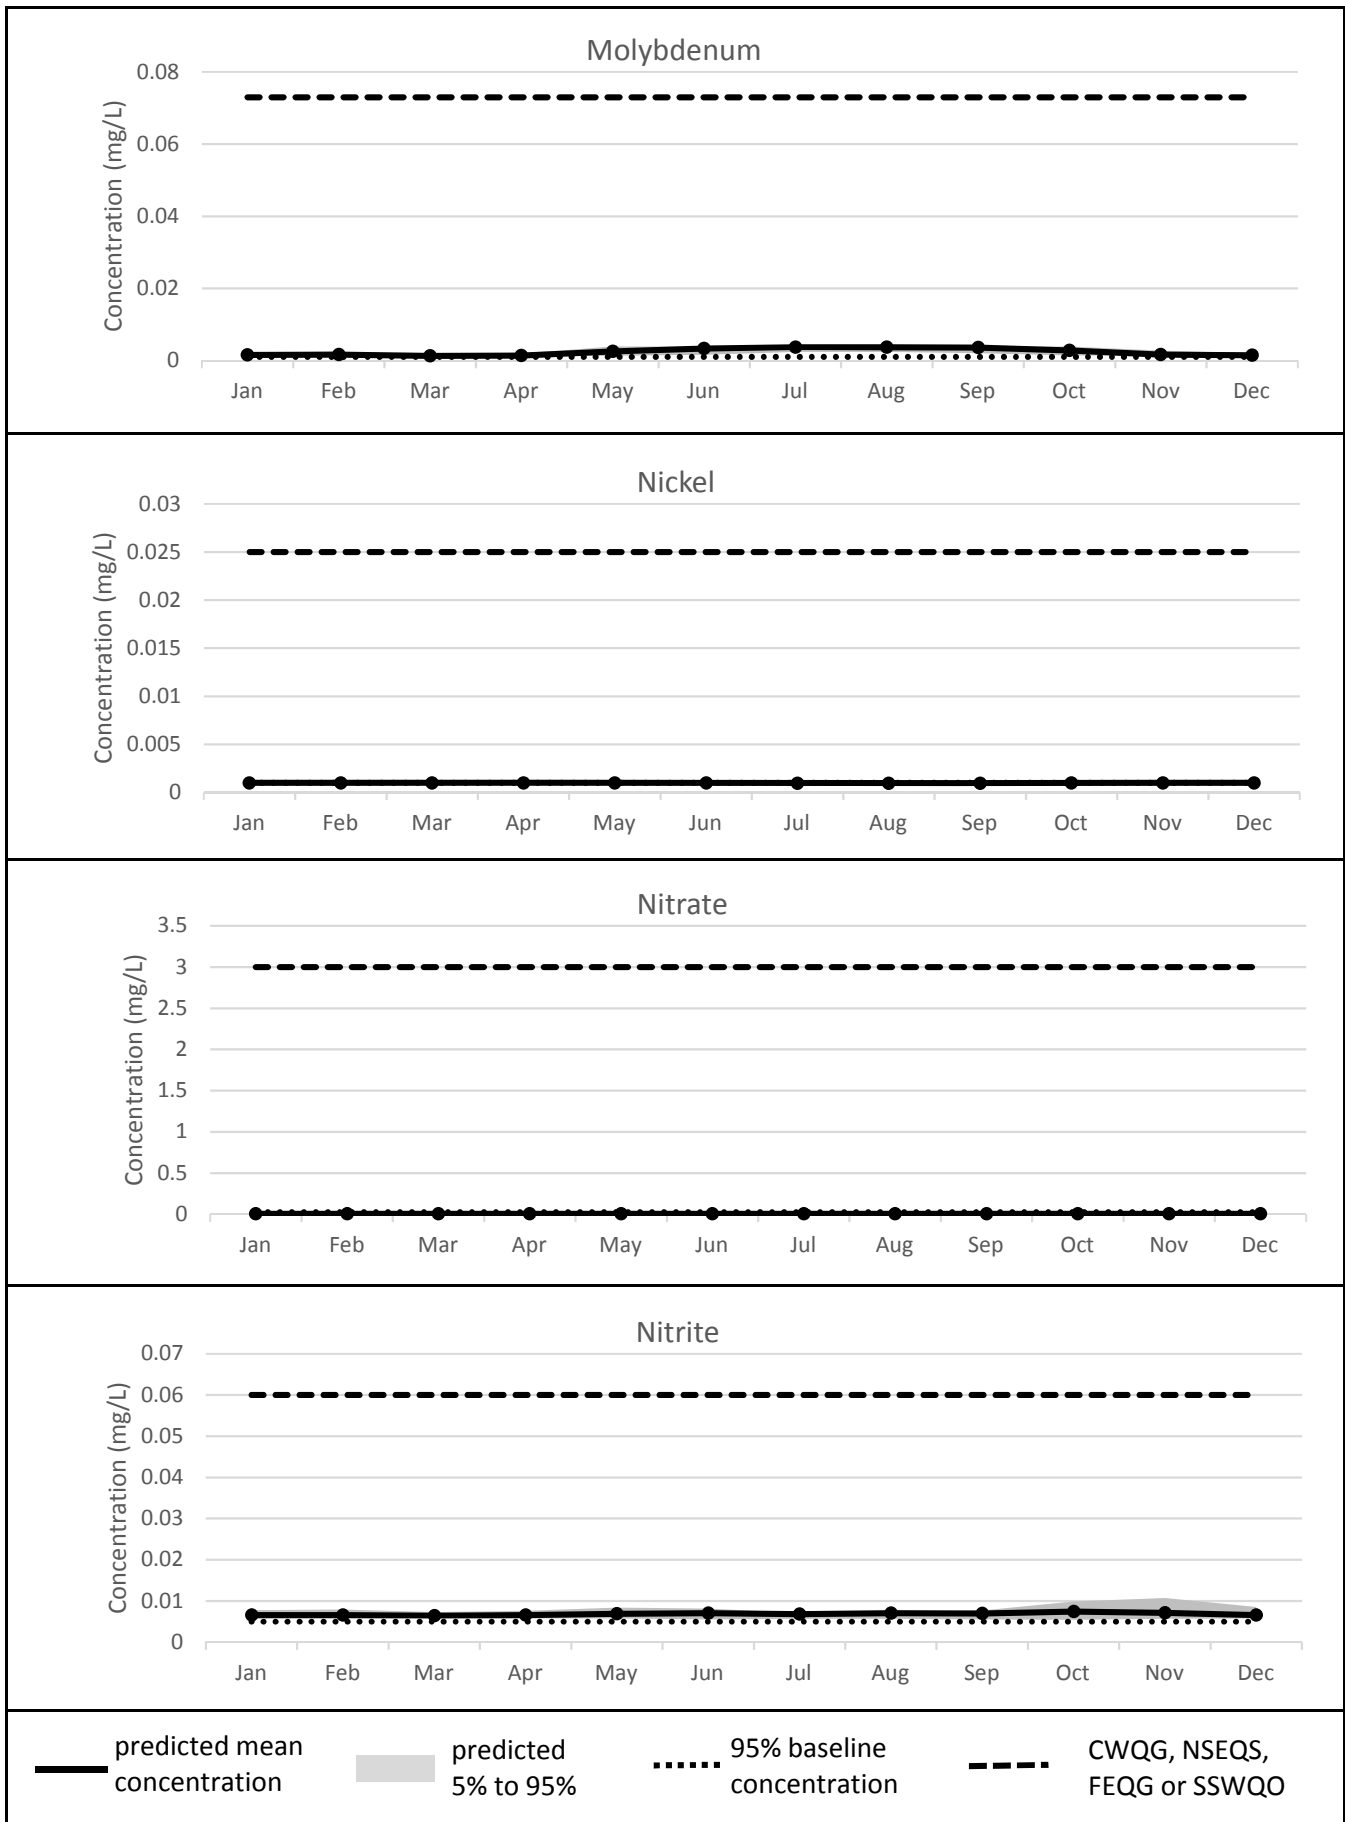 Molybdenum
Concentration (mg/L)
0.08
0.06
0.04
0.02
0
Jan Feb Mar Apr May Jun Jul Aug Sep Oct Nov Dec
Nickel
Concentration (mg/L)
0.03
0.025
0.02
0.015
0.01
0.005
0
Jan Feb Mar Apr May Jun Jul Aug Sep Oct Nov Dec
Nitrate
Concentration (mg/L)
3.5
3
2.5
2
1.5
1
0.5
0
Jan Feb Mar Apr May Jun Jul Aug Sep Oct Nov Dec
Nitrite
Concentration (mg/L)
0.07
0.06
0.05
0.04
0.03
0.02
0.01
0
Jan Feb Mar Apr May Jun Jul Aug Sep Oct Nov Dec
predicted mean
concentration
predicted
5% to 95%
95% baseline
concentration
CWQG, NSEQS,
FEQG or SSWQO